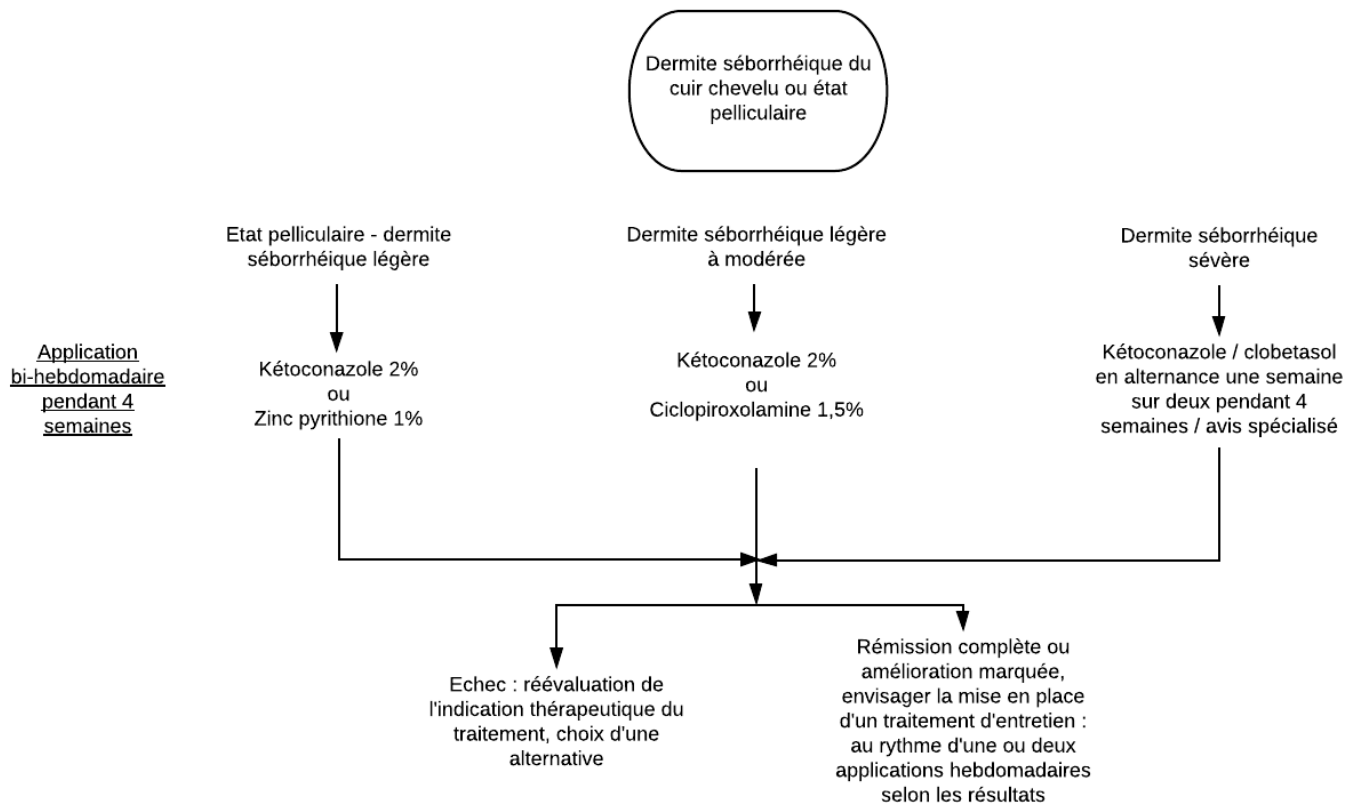 Dermite séborrhéique du
cuir chevelu ou état
pelliculaire
Etat pelliculaire - dermite
séborrhéique légère
Dermite séborrhéique légère
à modérée
Dermite séborrhéique
sévère
Application
bi-hebdomadaire
pendant 4
semaines
Kétoconazole 2%
ou
Zinc pyrithione 1%
Kétoconazole 2%
ou
Ciclopiroxolamine 1,5%
Kétoconazole / clobetasol
en alternance une semaine
sur deux pendant 4
semaines / avis spécialisé
Echec : réévaluation de
l'indication thérapeutique du
traitement, choix d'une
alternative
Rémission complète ou
amélioration marquée,
envisager la mise en place
d'un traitement d'entretien :
au rythme d'une ou deux
applications hebdomadaires
selon les résultats